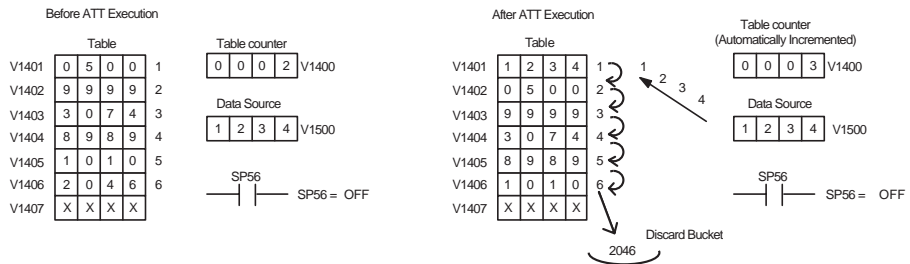 Before ATT Execution
Table
Table counter
V1401 0 5 0 0 1
0 0 0 2 V1400
V1402 9 9 9 9 2
V1403 3 0 7 4 3
Data Source
V1404 8 9 8 9 4
1 2 3 4 V1500
V1405 1 0 1 0 5
V1406 2 0 4 6 6
SP56
SP56 = OFF
V1407 X X X X
After ATT Execution
Table
Table counter
(Automatically Incremented)
V1401 1 2 3 4 1
1 2 3 4
0 0 0 3 V1400
V1402 0 5 0 0 2
V1403 9 9 9 9 3
Data Source
V1404 3 0 7 4 4
1 2 3 4 V1500
V1405 8 9 8 9 5
V1406 1 0 1 0 6
SP56
SP56 = OFF
V1407 X X X X
Discard Bucket
2046